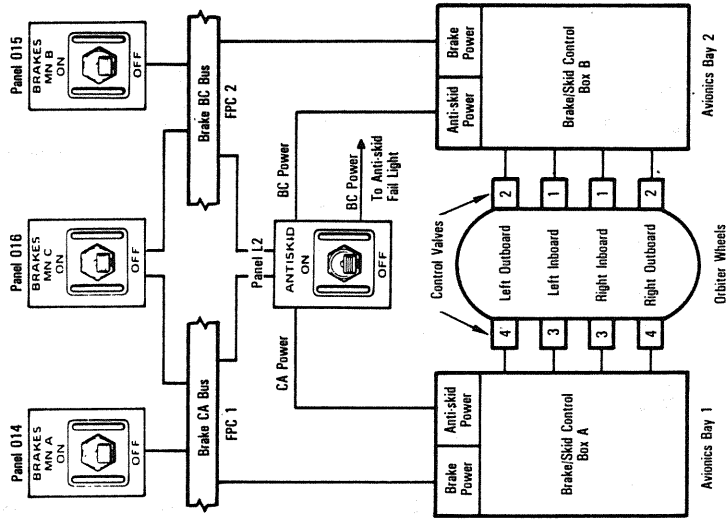 Panel O14
BRAKES
MN A
ON
OFF
Panel O16
BRAKES
MN C
ON
OFF
Panel O15
BRAKES
MN B
ON
OFF
Brake CA Bus
FPC 1
Brake BC Bus
FPC 2
Panel L2
ANTISKID
ON
OFF
CA Power
BC Power
BC Power
To Anti-skid
Fail Light
Brake
Power
Anti-skid
Power
Brake/Skid Control
Box A
Avionics Bay 1
Anti-skid
Power
Brake
Power
Brake/Skid Control
Box B
Avionics Bay 2
Control Valves
4
Left Outboard
2
3
Left Inboard
1
3
Right Inboard
1
4
Right Outboard
2
Orbiter Wheels